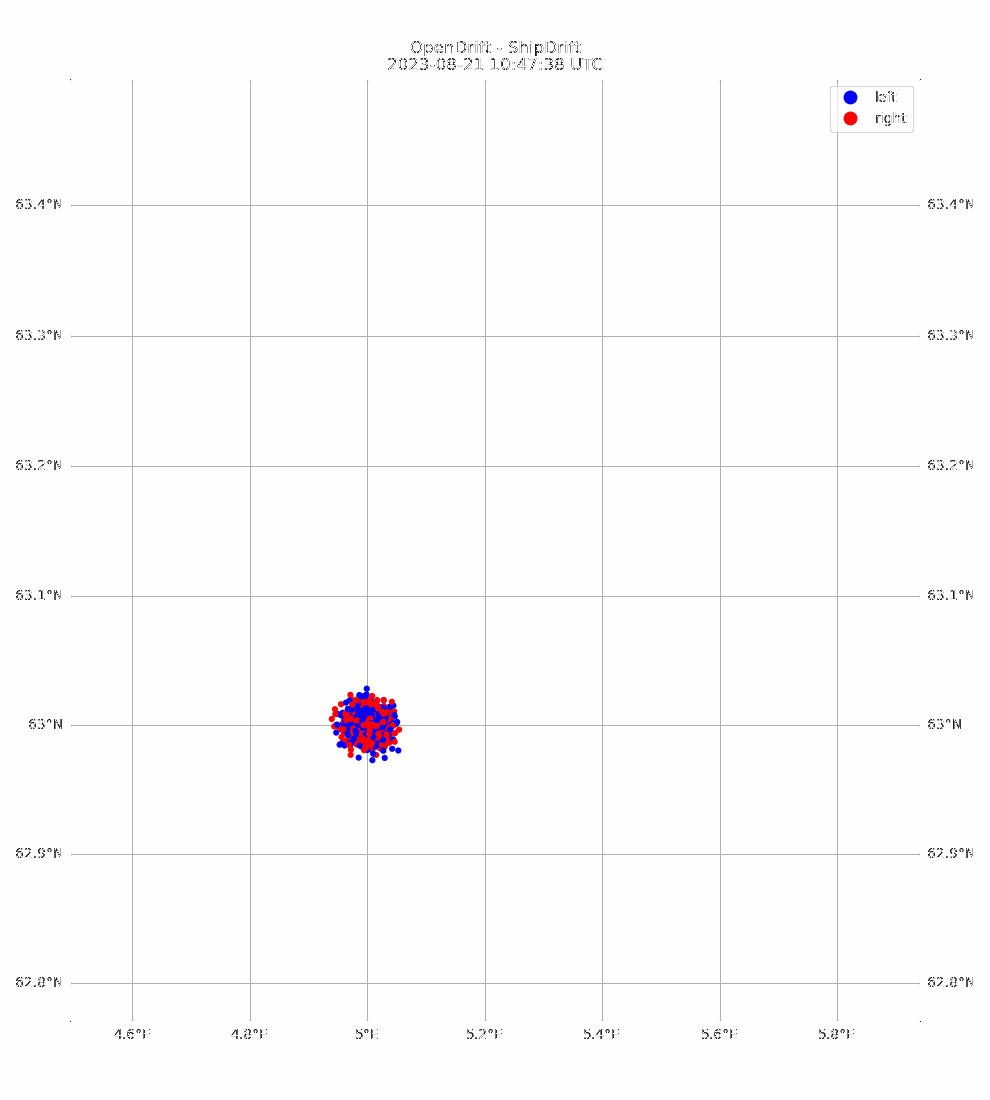 OpenDrift - ShipDrift
2023-08-21 10:47:38 UTC
left
right
63.4°N 63.4°N
63.3°N 63.3°N
63.2°N 63.2°N
63.1°N 63.1°N
63°N 63°N
62.9°N 62.9°N
62.8°N 62.8°N
4.6°E 4.8°E 5°E 5.2°E 5.4°E 5.6°E 5.8°E